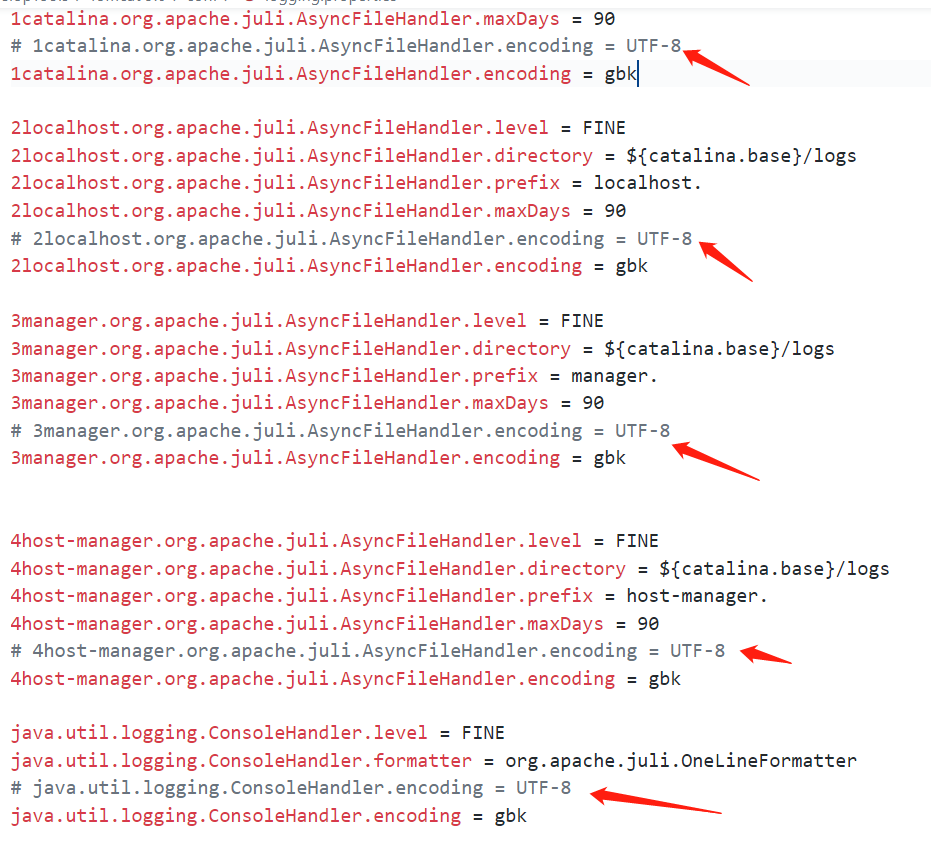 1catalina.org.apache.juli.AsyncFileHandler.maxDays = 90
# 1catalina.org.apache.juli.AsyncFileHandler.encoding = UTF-8
1catalina.org.apache.juli.AsyncFileHandler.encoding = gbk
2localhost.org.apache.juli.AsyncFileHandler.level = FINE
2localhost.org.apache.juli.AsyncFileHandler.directory = ${catalina.base}/logs
2localhost.org.apache.juli.AsyncFileHandler.prefix = localhost.
2localhost.org.apache.juli.AsyncFileHandler.maxDays = 90
# 2localhost.org.apache.juli.AsyncFileHandler.encoding = UTF-8
2localhost.org.apache.juli.AsyncFileHandler.encoding = gbk
3manager.org.apache.juli.AsyncFileHandler.level = FINE
3manager.org.apache.juli.AsyncFileHandler.directory = ${catalina.base}/logs
3manager.org.apache.juli.AsyncFileHandler.prefix = manager.
3manager.org.apache.juli.AsyncFileHandler.maxDays = 90
# 3manager.org.apache.juli.AsyncFileHandler.encoding = UTF-8
3manager.org.apache.juli.AsyncFileHandler.encoding = gbk
4host-manager.org.apache.juli.AsyncFileHandler.level = FINE
4host-manager.org.apache.juli.AsyncFileHandler.directory = ${catalina.base}/logs
4host-manager.org.apache.juli.AsyncFileHandler.prefix = host-manager.
4host-manager.org.apache.juli.AsyncFileHandler.maxDays = 90
# 4host-manager.org.apache.juli.AsyncFileHandler.encoding = UTF-8
4host-manager.org.apache.juli.AsyncFileHandler.encoding = gbk
java.util.logging.ConsoleHandler.level = FINE
java.util.logging.ConsoleHandler.formatter = org.apache.juli.OneLineFormatter
# java.util.logging.ConsoleHandler.encoding = UTF-8
java.util.logging.ConsoleHandler.encoding = gbk